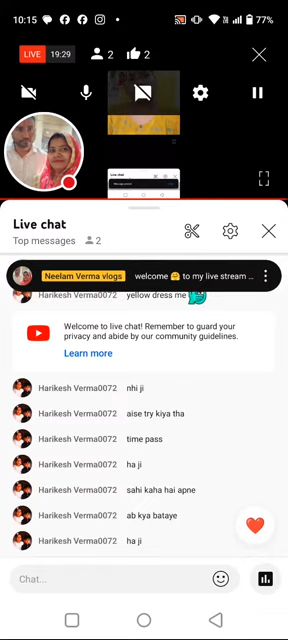 10:15
77%
LIVE 19:29 2 2
Live chat
Top messages 2
Neelam Verma vlogs welcome 🤗 to my live stream ...
yellow dress me
Welcome to live chat! Remember to guard your
privacy and abide by our community guidelines.
Learn more
Harikesh Verma0072 nhi ji
Harikesh Verma0072 aise try kiya tha
Harikesh Verma0072 time pass
Harikesh Verma0072 ha ji
Harikesh Verma0072 sahi kaha hai apne
Harikesh Verma0072 ab kya bataye
Harikesh Verma0072 ha ji
Chat...